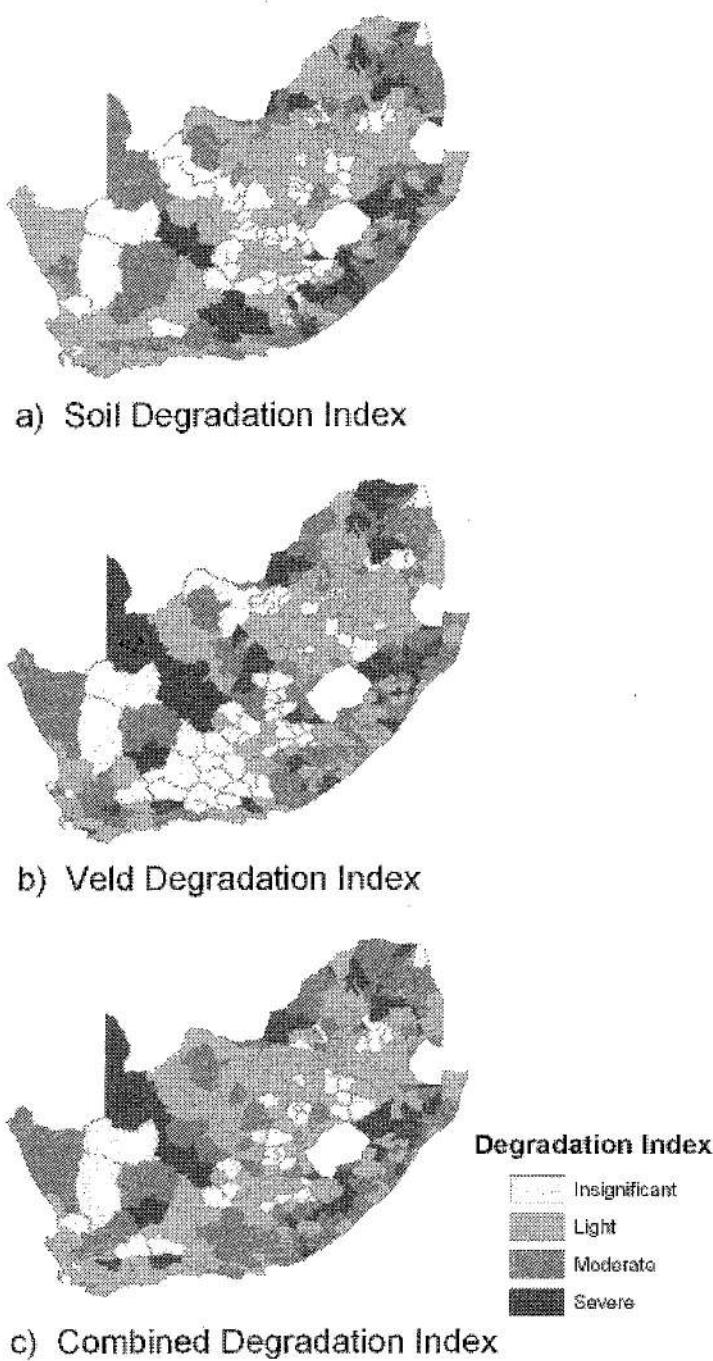 a) Soil Degradation Index
b) Veld Degradation Index
Degradation Index
Insignificant
Light
Moderate
Severe
c) Combined Degradation Index